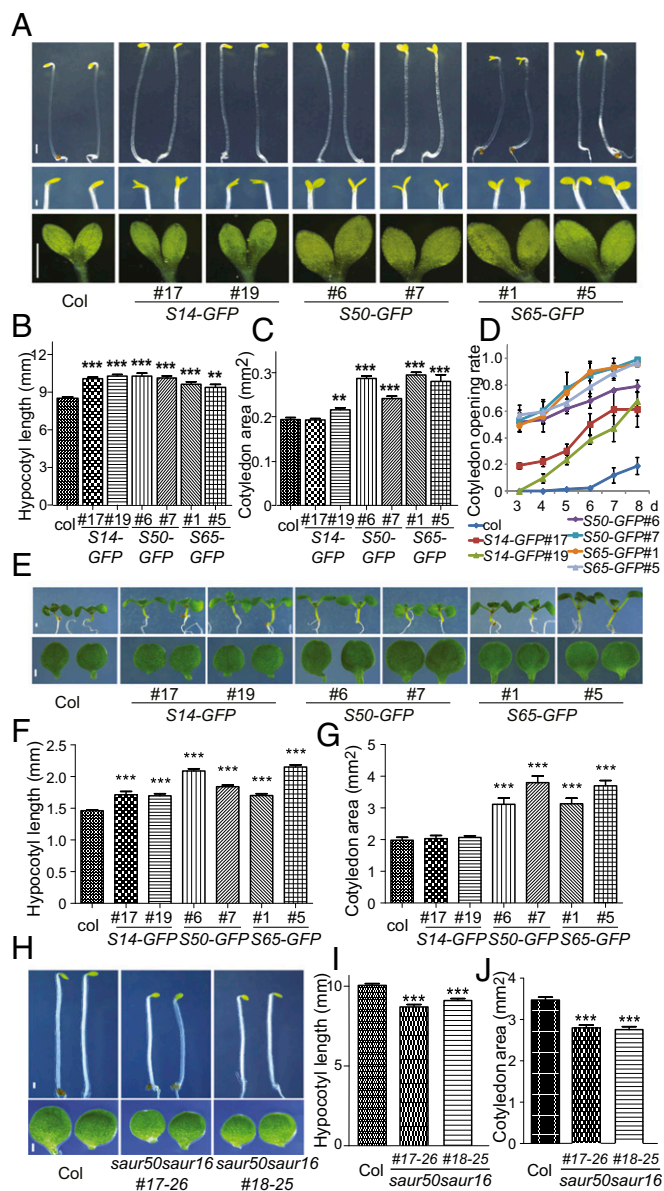 A
Col
#17 #19 #6 #7 #1 #5
S14-GFP S50-GFP S65-GFP
B
Hypocotyl length (mm)
12
9
6
3
0
*** *** *** *** *** **
col #17 #19 #6 #7 #1 #5
S14-GFP S50-GFP S65-GFP
C
Cotyledon area (mm2)
0.3
0.2
0
** *** *** *** ***
col #17 #19 #6 #7 #1 #5
S14-GFP S50-GFP S65-GFP
D
Cotyledon opening rate
1.0
0.8
0.6
0.4
0.2
0
3 4 5 6 7 8 d
col
S14-GFP#17
S14-GFP#19
S50-GFP#6
S50-GFP#7
S65-GFP#1
S65-GFP#5
E
Col
#17 #19 #6 #7 #1 #5
S14-GFP S50-GFP S65-GFP
F
Hypocotyl length (mm)
2.5
2.0
1.5
1.0
0.5
0
*** *** *** *** *** ***
col #17 #19 #6 #7 #1 #5
S14-GFP S50-GFP S65-GFP
G
Cotyledon area (mm2)
5
4
3
2
1
0
*** *** *** ***
col #17 #19 #6 #7 #1 #5
S14-GFP S50-GFP S65-GFP
H
Col
saur50saur16
#17-26
saur50saur16
#18-25
I
Hypocotyl length (mm)
10
5
0
*** ***
Col #17-26 #18-25
saur50saur16
J
Cotyledon area (mm2)
4
3
2
1
0
*** ***
Col #17-26 #18-25
saur50saur16